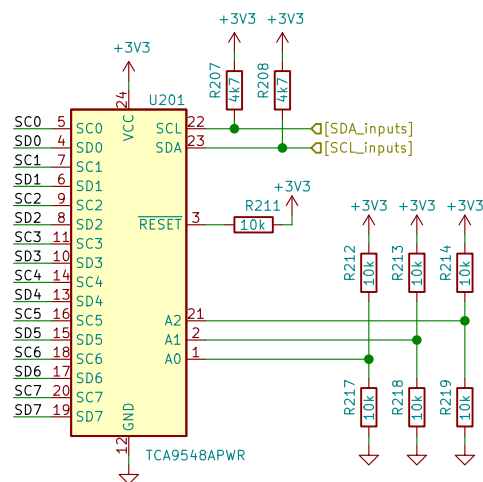 +3V3 +3V3
+3V3
R207 4k7 R208 4k7
U201
24 VCC
SC0 5 SC0 SCL 22 [SDA_inputs]
SD0 4 SD0 SDA 23 [SCL_inputs]
SC1 7 SC1
SD1 6 SD1
SC2 9 SC2
+3V3
R211
SD2 8 SD2 RESET 3 10k
+3V3 +3V3 +3V3
SC3 11 SC3
SD3 10 SD3
R212 10k R213 10k R214 10k
SC4 14 SC4
SD4 13 SD4
SC5 16 SC5 A2 21
SD5 15 SD5 A1 2
SC6 18 SC6 A0 1
SD6 17 SD6
SC7 20 SC7
SD7 19 SD7
R217 10k R218 10k R219 10k
GND 12
TCA9548APWR